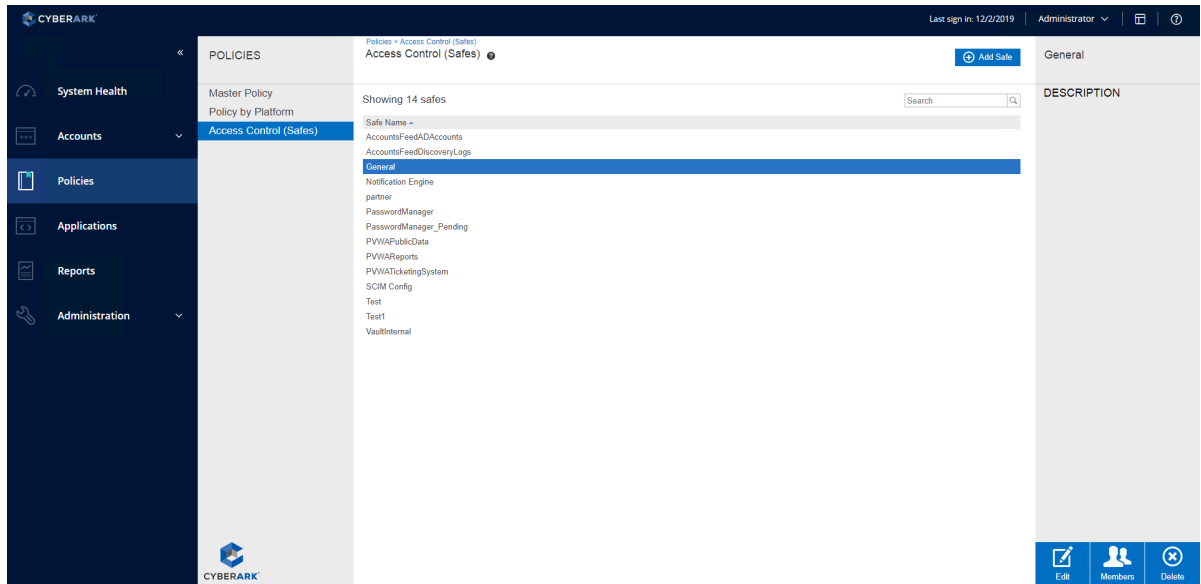 CYBERARK
Last sign in: 12/2/2019
Administrator
System Health
Accounts
Policies
Applications
Reports
Administration
POLICIES
Master Policy
Policy by Platform
Access Control (Safes)
CYBERARK
Policies > Access Control (Safes)
Access Control (Safes)
Add Safe
Showing 14 safes
Search
Safe Name
AccountsFeedADAccounts
AccountsFeedDiscoveryLogs
General
Notification Engine
partner
PasswordManager
PasswordManager_Pending
PVWAPublicData
PVWAReports
PVWATicketingSystem
SCIM Config
Test
Test1
VaultInternal
General
DESCRIPTION
Edit
Members
Delete